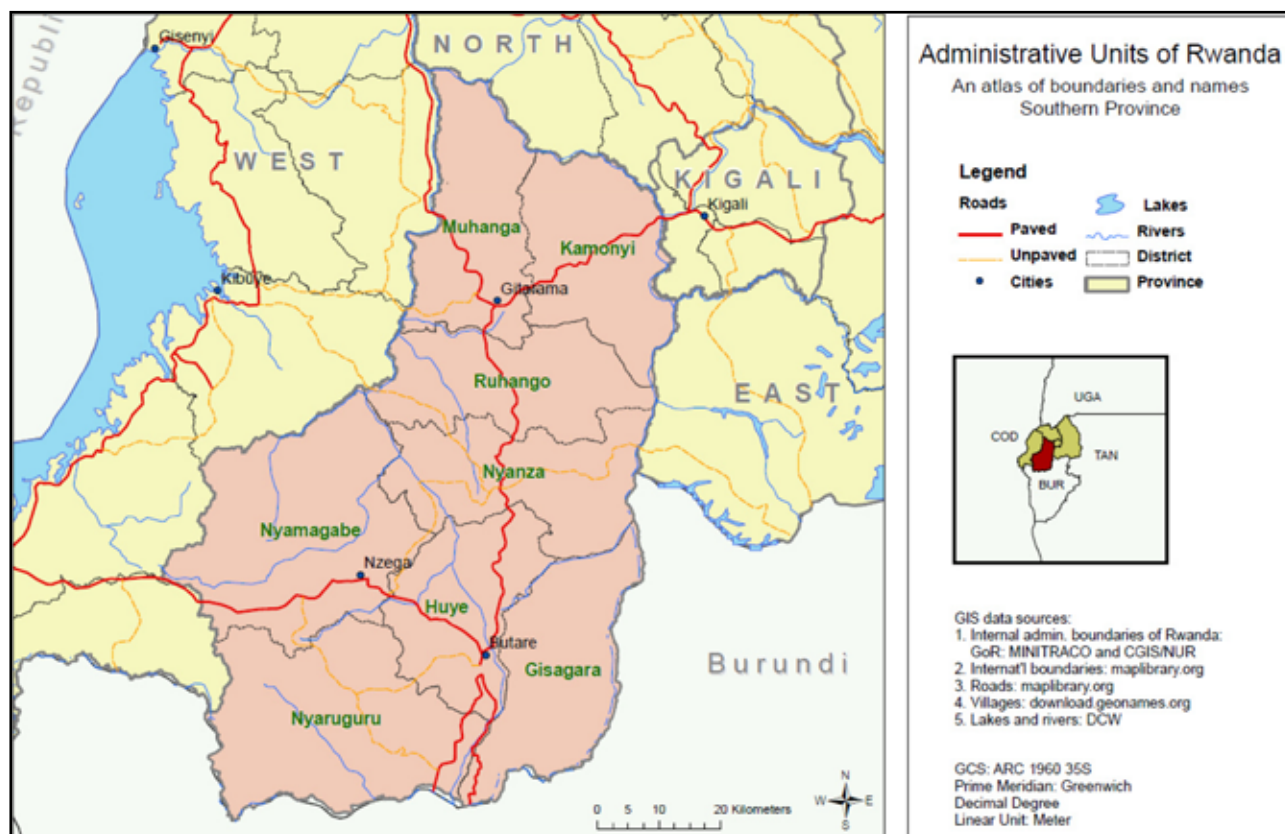 Republi
Gisenyi
NORTH
WEST
KIGALI
Kigali
Muhanga
Kamonyi
Kibuye
Gitarama
Ruhango
EAST
Nyanza
Nyamagabe
Nzega
Huye
Butare
Gisagara
Burundi
Nyaruguru
0 5 10 20 Kilometers
N
W E
S
Administrative Units of Rwanda
An atlas of boundaries and names
Southern Province
Legend
Roads
Paved
Unpaved
Cities
Lakes
Rivers
District
Province
UGA
COD
TAN
BUR
GIS data sources:
1. Internal admin. boundaries of Rwanda:
GoR: MINITRACO and CGIS/NUR
2. Internat'l boundaries: maplibrary.org
3. Roads: maplibrary.org
4. Villages: download.geonames.org
5. Lakes and rivers: DCW
GCS: ARC 1960 35S
Prime Meridian: Greenwich
Decimal Degree
Linear Unit: Meter